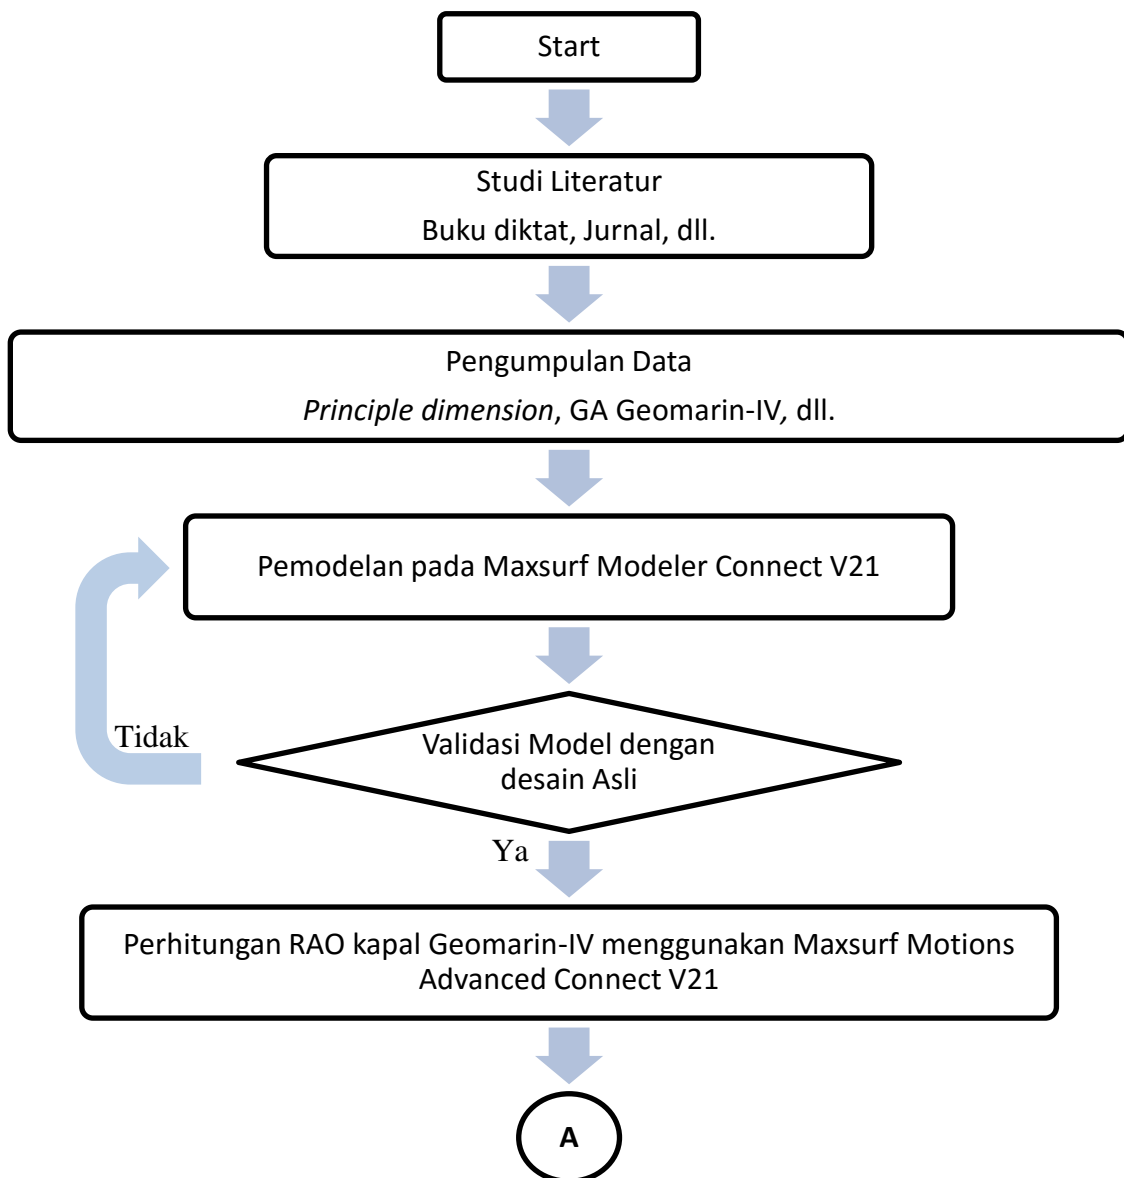 Start
Studi Literatur
Buku diktat, Jurnal, dll.
Pengumpulan Data
Principle dimension, GA Geomarin-IV, dll.
Pemodelan pada Maxsurf Modeler Connect V21
Tidak
Validasi Model dengan
desain Asli
Ya
Perhitungan RAO kapal Geomarin-IV menggunakan Maxsurf Motions
Advanced Connect V21
A